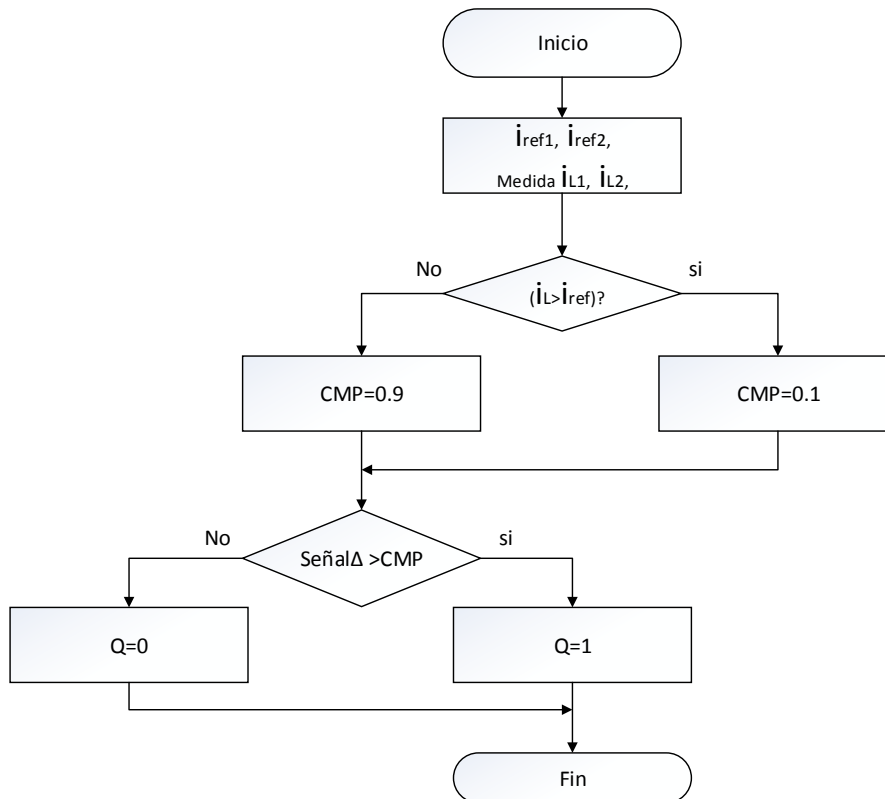 Inicio
iref1, iref2,
Medida iL1, iL2,
No
si
(iL>iref)?
CMP=0.9
CMP=0.1
No
si
SeñalΔ >CMP
Q=0
Q=1
Fin